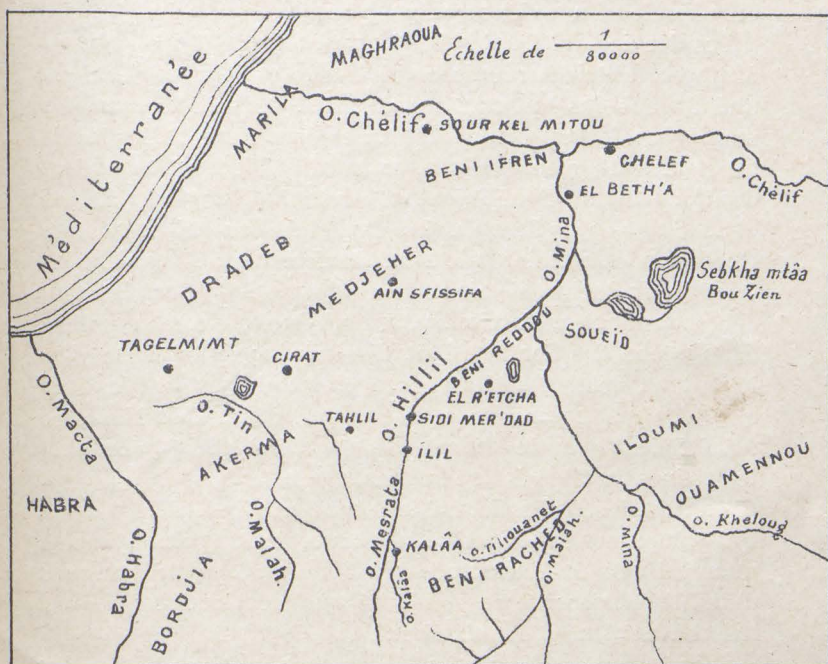 MAGHRAOUA
Échelle de 1/80000
Méditerranée
MARILA
O. Chélif
SOUR KEL MITOU
BENI IFREN
CHELEF
O. Chélif
EL BETH'A
O. Mina
DRADEB
MEDJEHER
AIN SFISSIFA
Sebkha mtâa
Bou Zien
SOUEÏD
TAGELMIMT
CIRAT
BENI REDDOU
O. Hillil
EL R'ETCHA
O. Macta
O. Tin
TAHLIL
SIDI MER'DAD
AKERMA
ILIL
ILOUMI
OUAMENNOU
HABRA
O. Malah.
O. Mesrata
KALÂA
BENI RACHED
O. Malah.
O. Mina
O. Kheloug
O. Habra
BORDJIA
O. Kalâa